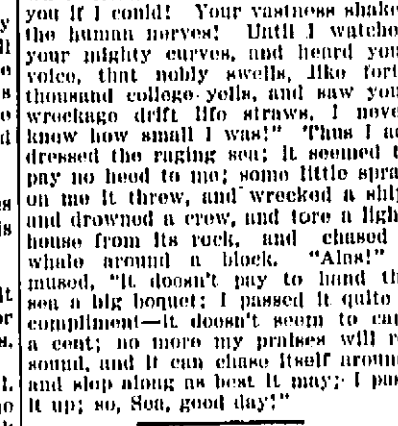 you if I could! Your vastness shake
the human nerves! Until I watche
your mighty curves, and heard you
voice, that nobly swells, like fort
thousand college yells, and saw you
wreckage drift like straws, I neve
know how small I was!" Thus I ad
dressed the raging sea; it seemed t
pay no heed to me; some little spra
on me it threw, and wrecked a ship
and drowned a crew, and tore a ligh
house from its rock, and chased
whale around a block. "Alas!"
mused, "it doesn't pay to hand th
sea a big boquet; I passed it quite
compliment—it doesn't seem to car
a cent; no more my praises will re
sound, and it can chase itself aroun
and slop along as best it may; I pas
it up; so, Sea, good day!"